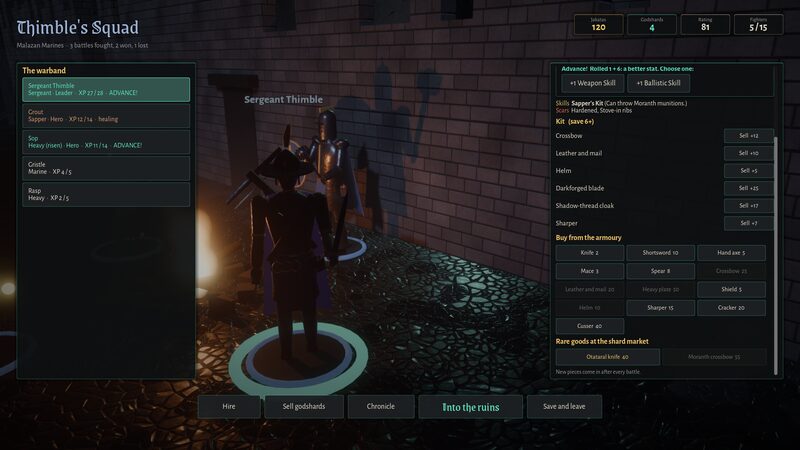 Thimble's Squad
Malazan Marines · 3 battles fought, 2 won, 1 lost
Jakatas
120
Godshards
4
Rating
81
Fighters
5/15
The warband
Sergeant Thimble
Sergeant · Leader · XP 27/28 · ADVANCE!
Grout
Sapper · Hero · XP 12/14 · healing
Sop
Heavy (risen) · Hero · XP 11/14 · ADVANCE!
Gristle
Marine · XP 4/5
Rasp
Heavy · XP 2/5
Sergeant Thimble
Advance! Rolled 1 + 6: a better stat. Choose one:
+1 Weapon Skill
+1 Ballistic Skill
Skills Sapper's Kit (Can throw Moranth munitions.)
Scars Hardened, Stove-in ribs
Kit (save 6+)
Crossbow Sell +12
Leather and mail Sell +10
Helm Sell +5
Darkforged blade Sell +25
Shadow-thread cloak Sell +17
Sharper Sell +7
Buy from the armoury
Knife 2 Shortsword 10 Hand axe 5
Mace 3 Spear 8 Crossbow 25
Leather and mail 20 Heavy plate 50 Shield 5
Helm 10 Sharper 15 Cracker 20
Cusser 40
Rare goods at the shard market
Otataral knife 40 Moranth crossbow 55
New pieces come in after every battle.
Hire
Sell godshards
Chronicle
Into the ruins
Save and leave